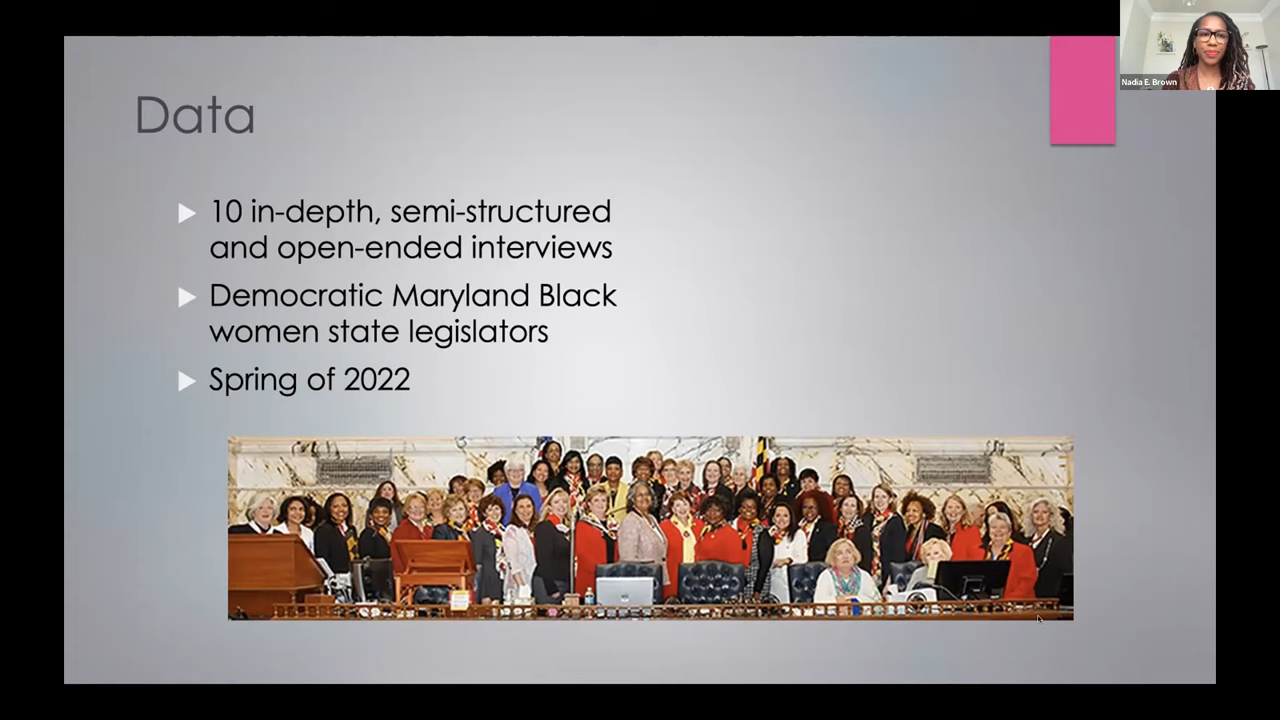 Nadia E. Brown
Data
10 in-depth, semi-structured
and open-ended interviews
Democratic Maryland Black
women state legislators
Spring of 2022